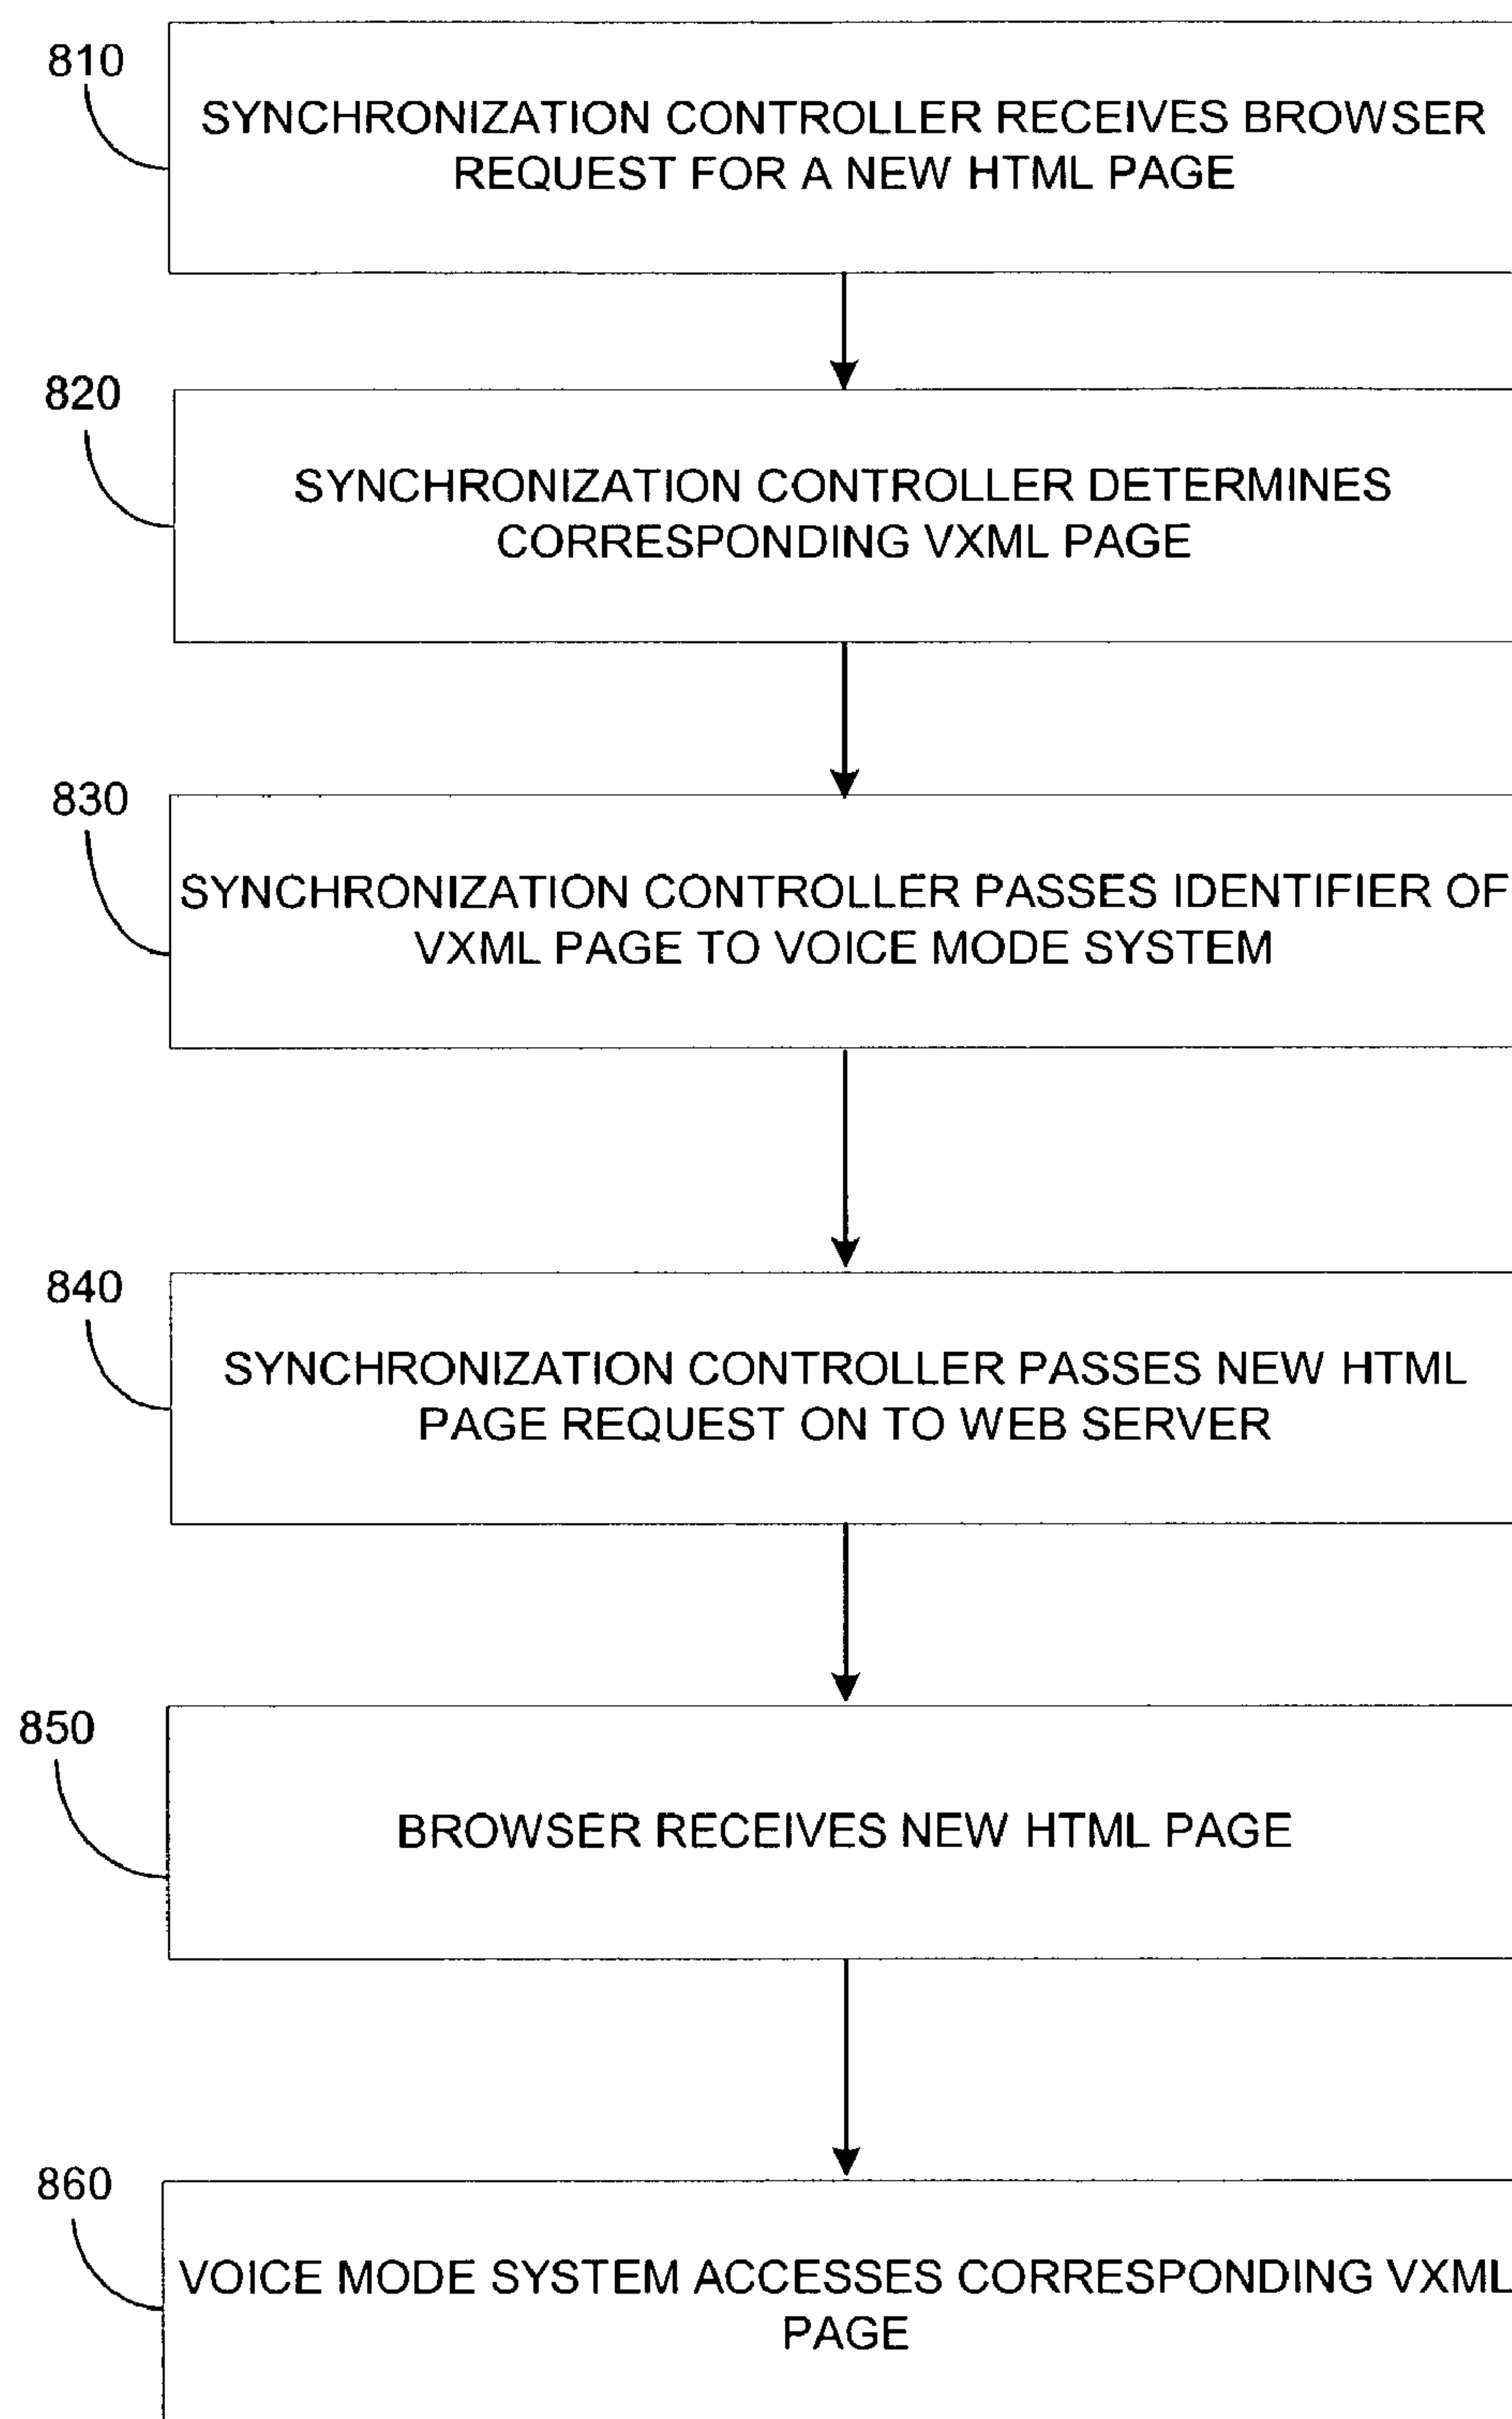 810
SYNCHRONIZATION CONTROLLER RECEIVES BROWSER
REQUEST FOR A NEW HTML PAGE
820
SYNCHRONIZATION CONTROLLER DETERMINES
CORRESPONDING VXML PAGE
830
SYNCHRONIZATION CONTROLLER PASSES IDENTIFIER OF
VXML PAGE TO VOICE MODE SYSTEM
840
SYNCHRONIZATION CONTROLLER PASSES NEW HTML
PAGE REQUEST ON TO WEB SERVER
850
BROWSER RECEIVES NEW HTML PAGE
860
VOICE MODE SYSTEM ACCESSES CORRESPONDING VXML
PAGE